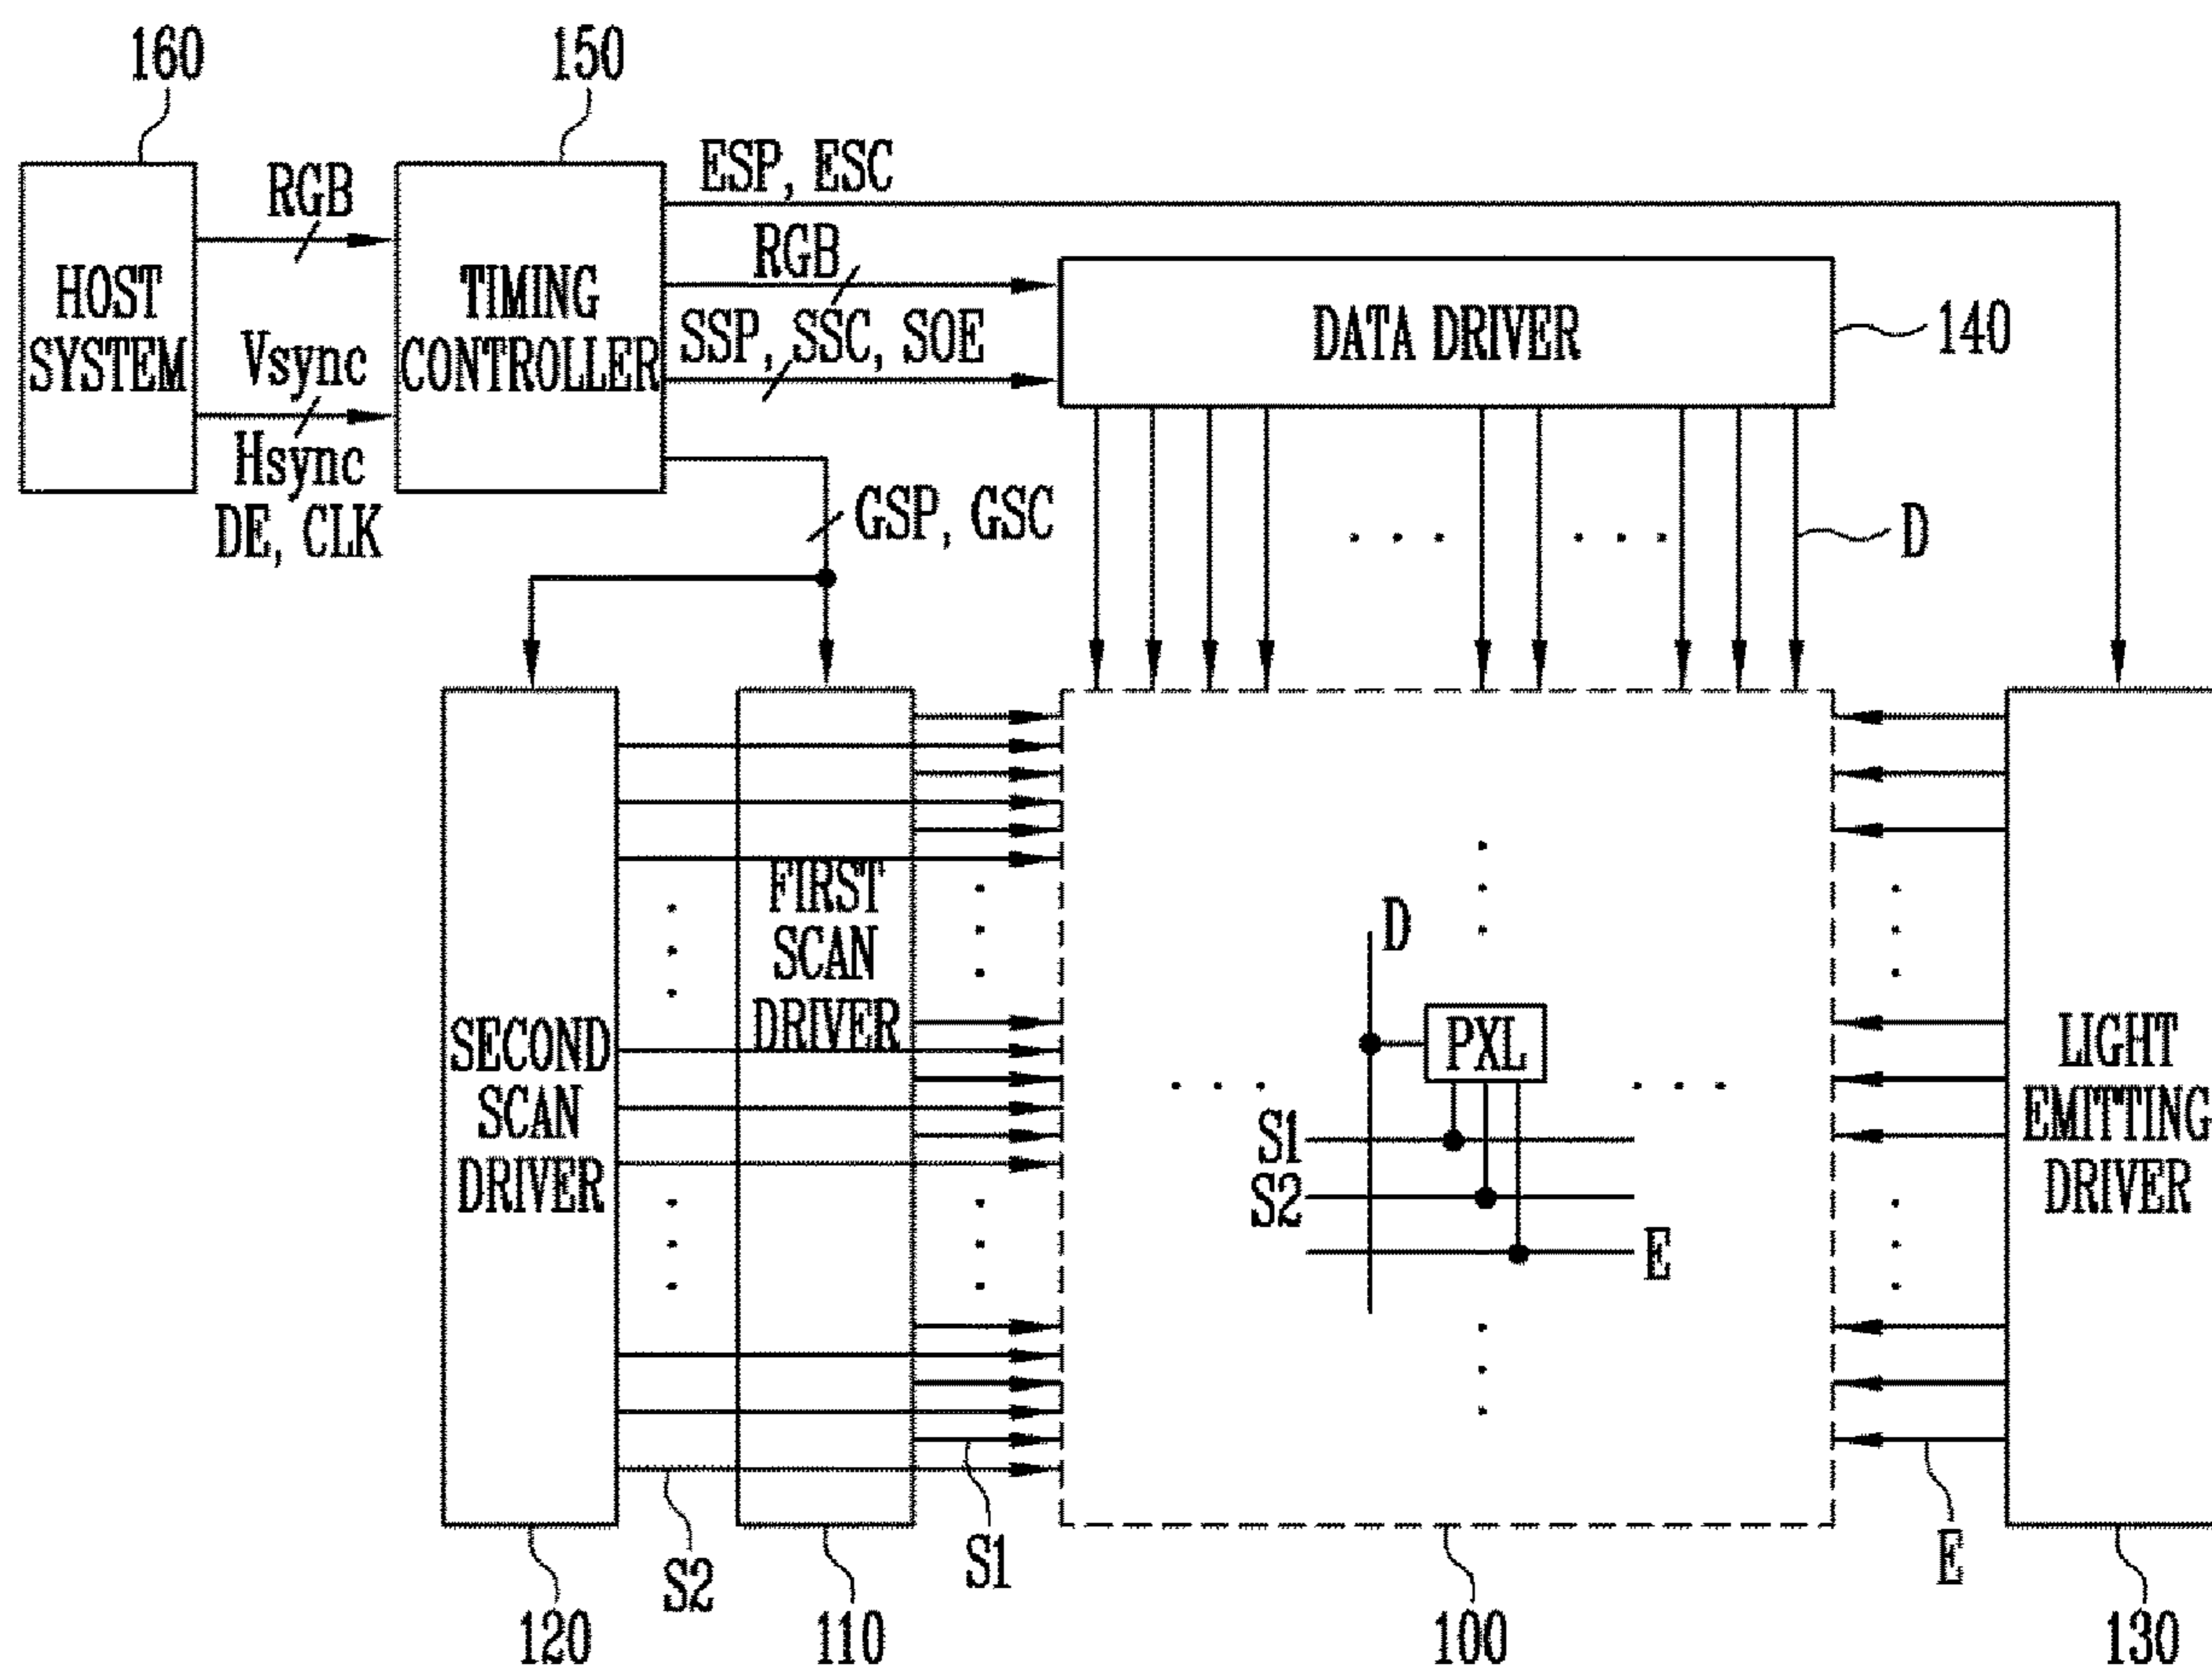 160
150
ESP, ESC
RGB
RGB
HOST
SYSTEM
TIMING
CONTROLLER
SSP, SSC, SOE
DATA DRIVER
140
Vsync
Hsync
DE, CLK
GSP, GSC
D
FIRST
SCAN
DRIVER
D
SECOND
SCAN
DRIVER
PXL
S1
S2
E
LIGHT
EMITTING
DRIVER
S2
S1
E
120
110
100
130